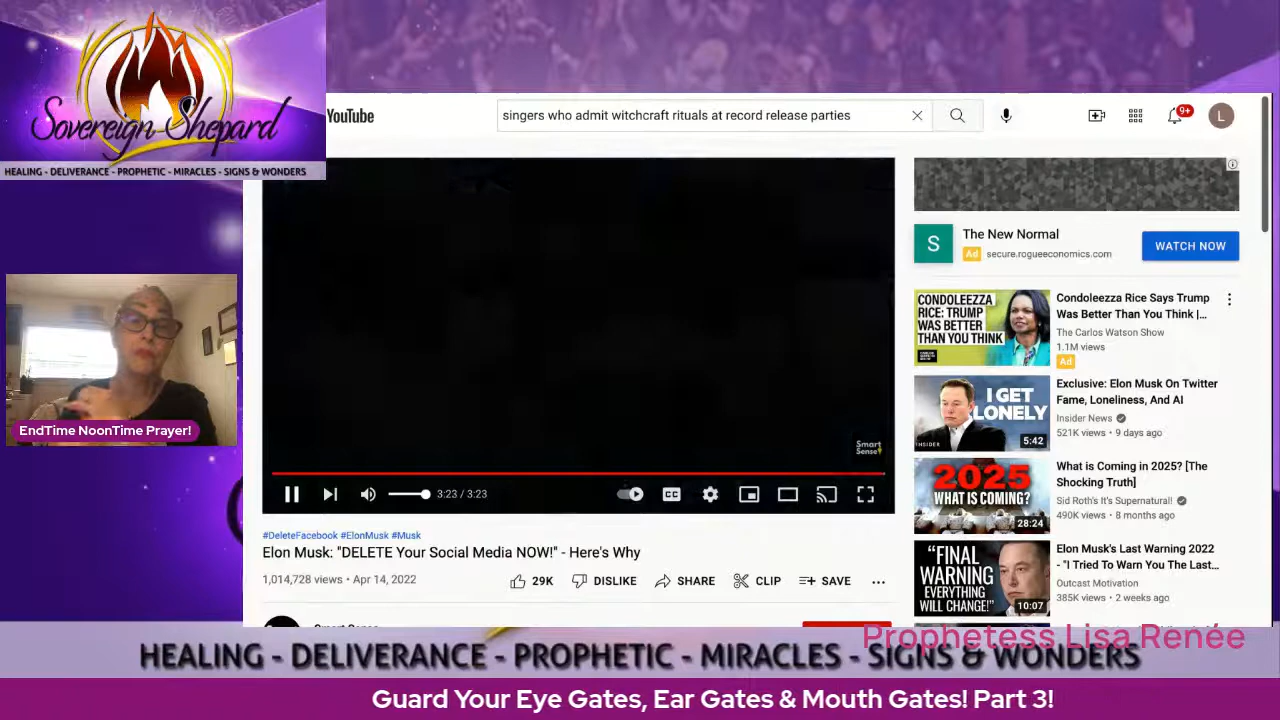 Sovereign Shepard
HEALING - DELIVERANCE - PROPHETIC - MIRACLES - SIGNS & WONDERS
YouTube
singers who admit witchcraft rituals at record release parties
9+
L
S
The New Normal
Ad secure.rogueeconomics.com
WATCH NOW
CONDOLEEZZA
RICE: TRUMP
WAS BETTER
THAN YOU THINK
Condoleezza Rice Says Trump
Was Better Than You Think |...
The Carlos Watson Show
1.1M views
Ad
I GET
LONELY
INSIDER
5:42
Exclusive: Elon Musk On Twitter
Fame, Loneliness, And AI
Insider News
521K views • 9 days ago
2025
WHAT IS COMING?
28:24
What is Coming in 2025? [The
Shocking Truth]
Sid Roth's It's Supernatural!
490K views • 8 months ago
"FINAL
WARNING
EVERYTHING
WILL CHANGE!"
10:07
Elon Musk's Last Warning 2022
- "I Tried To Warn You The Last...
Outcast Motivation
385K views • 2 weeks ago
Smart
Sense
3:23 / 3:23
CC
#DeleteFacebook #ElonMusk #Musk
Elon Musk: "DELETE Your Social Media NOW!" - Here's Why
1,014,728 views • Apr 14, 2022
29K
DISLIKE
SHARE
CLIP
SAVE
EndTime NoonTime Prayer!
Prophetess Lisa Renée
HEALING - DELIVERANCE - PROPHETIC - MIRACLES - SIGNS & WONDERS
Guard Your Eye Gates, Ear Gates & Mouth Gates! Part 3!